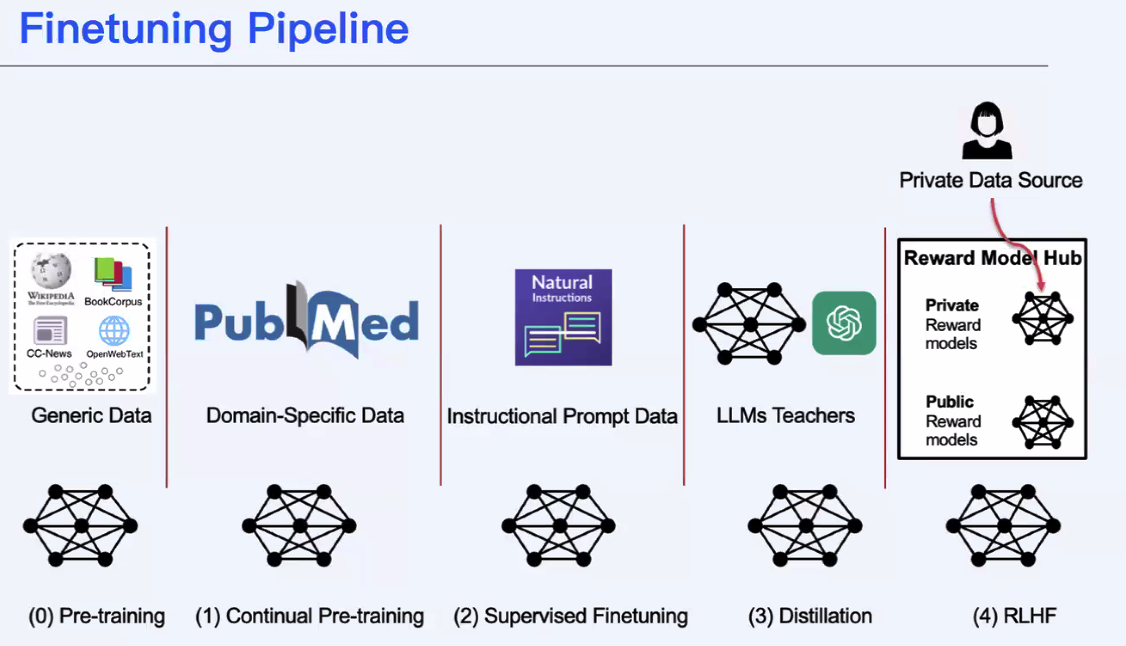 Finetuning Pipeline
Private Data Source
WIKIPEDIA
The Free Encyclopedia
BookCorpus
CC-News
OpenWebText
Generic Data
PubMed
Domain-Specific Data
Natural
Instructions
Instructional Prompt Data
LLMs Teachers
Reward Model Hub
Private
Reward
models
Public
Reward
models
(0) Pre-training
(1) Continual Pre-training
(2) Supervised Finetuning
(3) Distillation
(4) RLHF